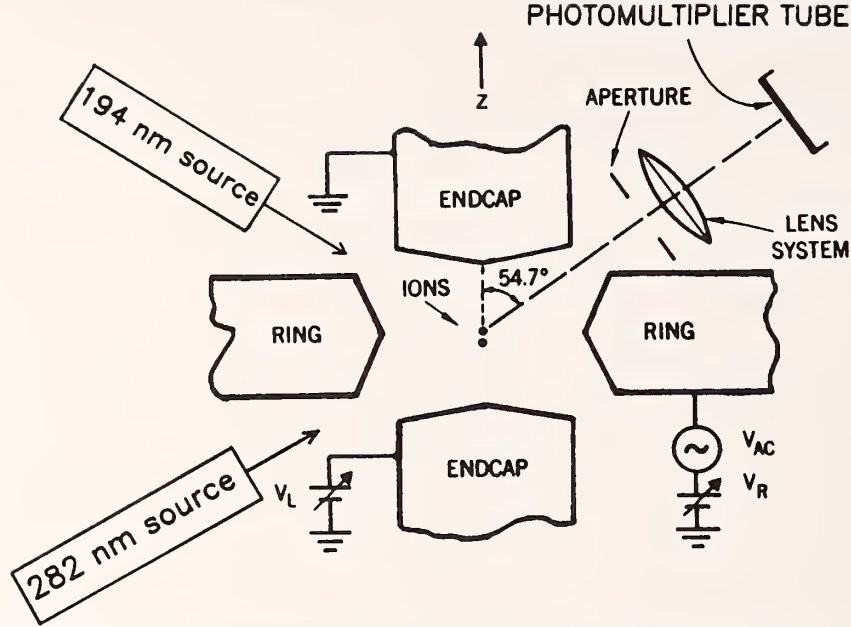 PHOTOMULTIPLIER TUBE
Z
APERTURE
194 nm source
ENDCAP
LENS
SYSTEM
IONS
54.7°
RING
RING
V_AC
V_R
V_L
ENDCAP
282 nm source